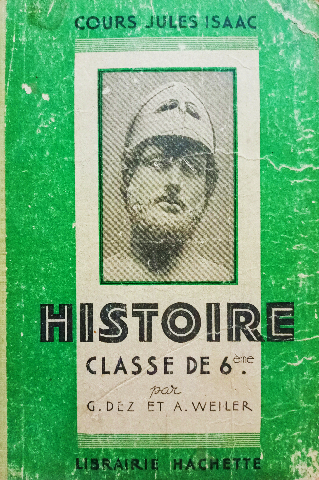 COURS JULES ISAAC
HISTOIRE
CLASSE DE 6ème.
par
G. DEZ ET A. WEILER
LIBRAIRIE HACHETTE